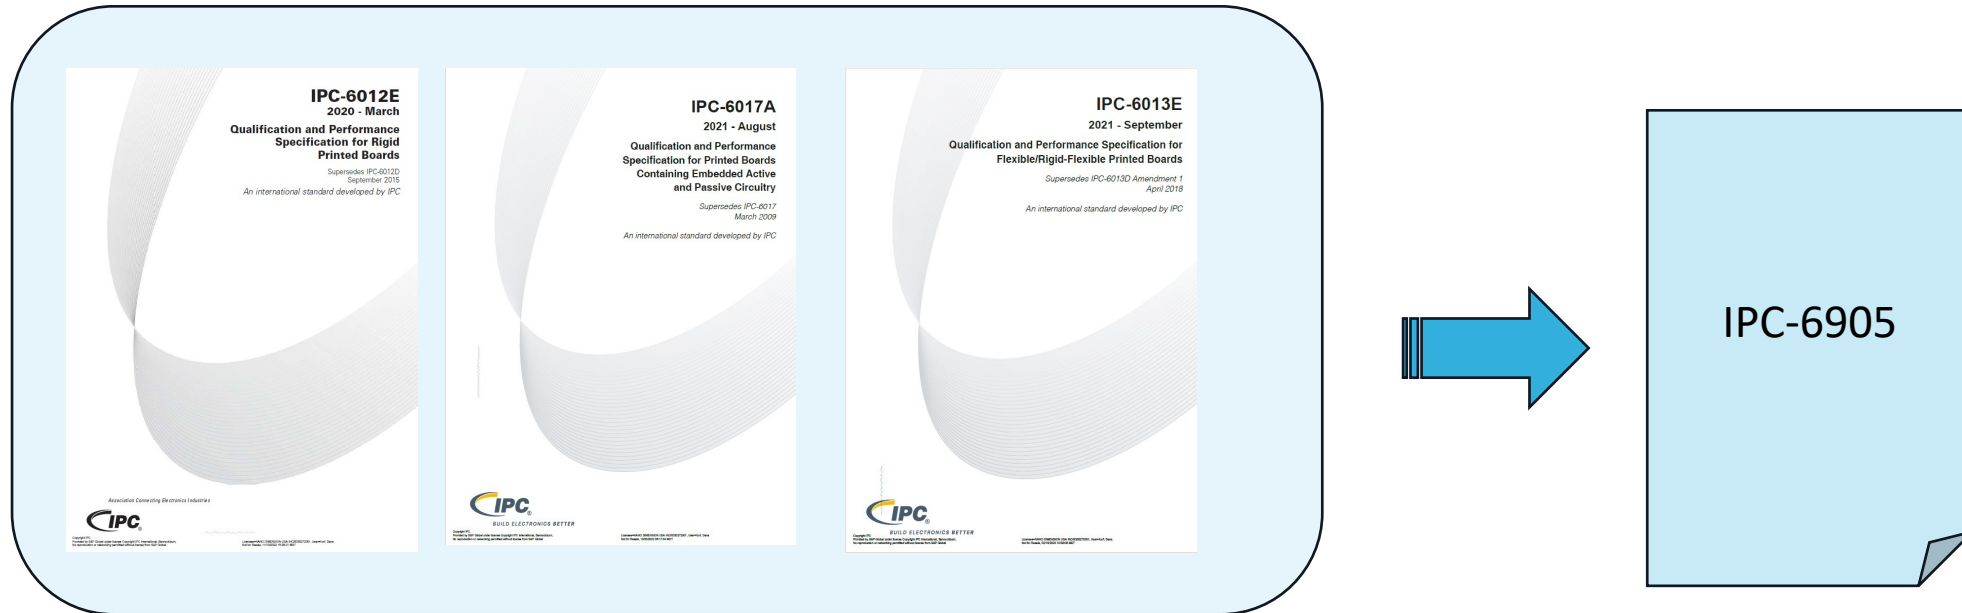 IPC-6012E
2020 - March
Qualification and Performance
Specification for Rigid
Printed Boards
Supersedes IPC-6012D
September 2015
An international standard developed by IPC
Association Connecting Electronics Industries
IPC
IPC-6017A
2021 - August
Qualification and Performance
Specification for Printed Boards
Containing Embedded Active
and Passive Circuitry
Supersedes IPC-6017
March 2009
An international standard developed by IPC
IPC
BUILD ELECTRONICS BETTER
IPC-6013E
2021 - September
Qualification and Performance Specification for
Flexible/Rigid-Flexible Printed Boards
Supersedes IPC-6013D Amendment 1
April 2018
An international standard developed by IPC
IPC
BUILD ELECTRONICS BETTER
IPC-6905